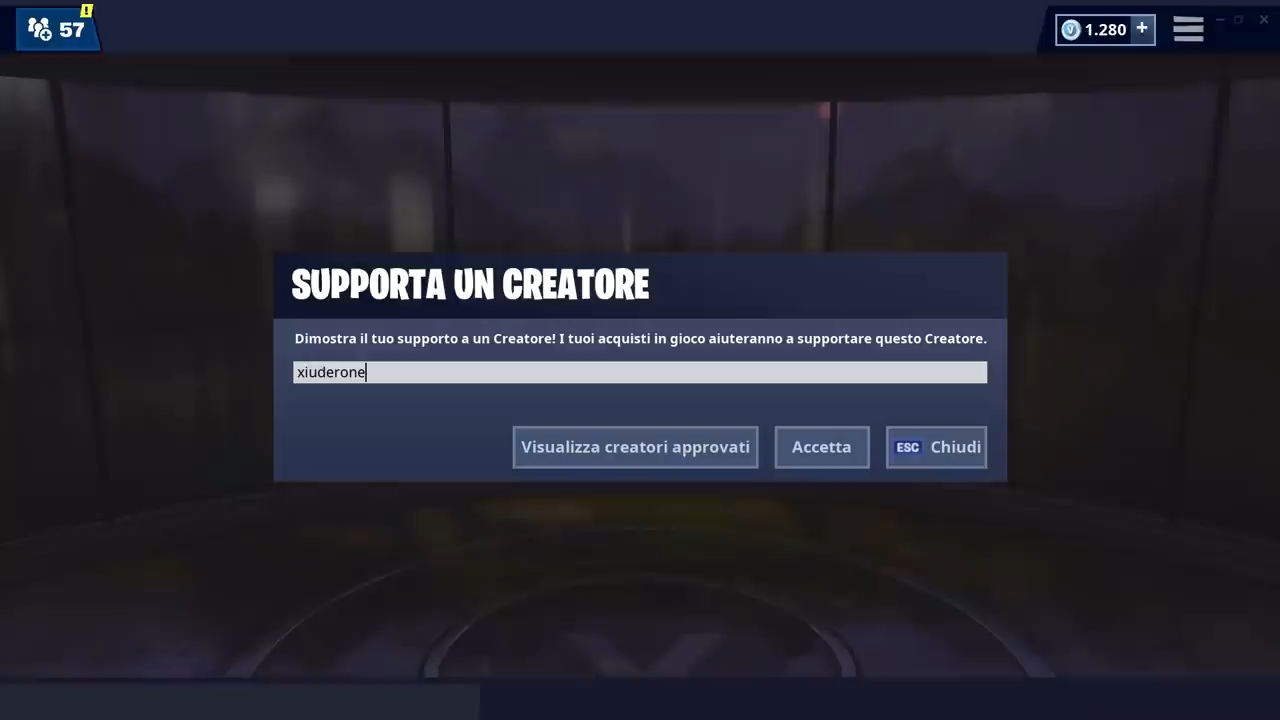 57
!
1.280 +
SUPPORTA UN CREATORE
Dimostra il tuo supporto a un Creatore! I tuoi acquisti in gioco aiuteranno a supportare questo Creatore.
xiuderone
Visualizza creatori approvati
Accetta
ESC Chiudi